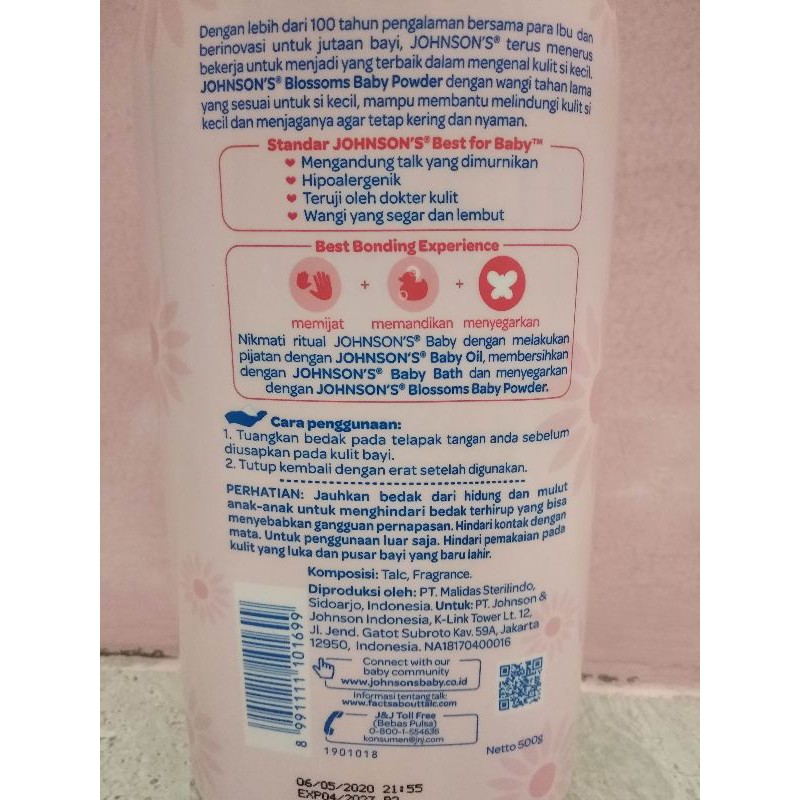 Dengan lebih dari 100 tahun pengalaman bersama para Ibu dan
berinovasi untuk jutaan bayi, JOHNSON'S® terus menerus
bekerja untuk menjadi yang terbaik dalam mengenal kulit si kecil.
JOHNSON'S® Blossoms Baby Powder dengan wangi tahan lama
yang sesuai untuk si kecil, mampu membantu melindungi kulit si
kecil dan menjaganya agar tetap kering dan nyaman.
Standar JOHNSON'S® Best for Baby™
Mengandung talk yang dimurnikan
Hipoalergenik
Teruji oleh dokter kulit
Wangi yang segar dan lembut
Best Bonding Experience
+ +
memijat memandikan menyegarkan
Nikmati ritual JOHNSON'S® Baby dengan melakukan
pijatan dengan JOHNSON'S® Baby Oil, membersihkan
dengan JOHNSON'S® Baby Bath dan menyegarkan
dengan JOHNSON'S® Blossoms Baby Powder.
Cara penggunaan:
1. Tuangkan bedak pada telapak tangan anda sebelum
diusapkan pada kulit bayi.
2. Tutup kembali dengan erat setelah digunakan.
PERHATIAN: Jauhkan bedak dari hidung dan mulut
anak-anak untuk menghindari bedak terhirup yang bisa
menyebabkan gangguan pernapasan. Hindari kontak dengan
mata. Untuk penggunaan luar saja. Hindari pemakaian pada
kulit yang luka dan pusar bayi yang baru lahir.
Komposisi: Talc, Fragrance.
Diproduksi oleh: PT. Malidas Sterilindo,
Sidoarjo, Indonesia. Untuk: PT. Johnson &
Johnson Indonesia, K-Link Tower Lt. 12,
Jl. Jend. Gatot Subroto Kav. 59A, Jakarta
12950, Indonesia. NA18170400016
8 991111 101699
Connect with our
baby community
www.johnsonsbaby.co.id
Informasi tentang talk:
www.factsabouttalc.com
J&J Toll Free
(Bebas Pulsa)
0-800-1-554636
konsumen@jnj.com
1901018
Netto 500g
06/05/2020 21:55
EXP04/2023 B2